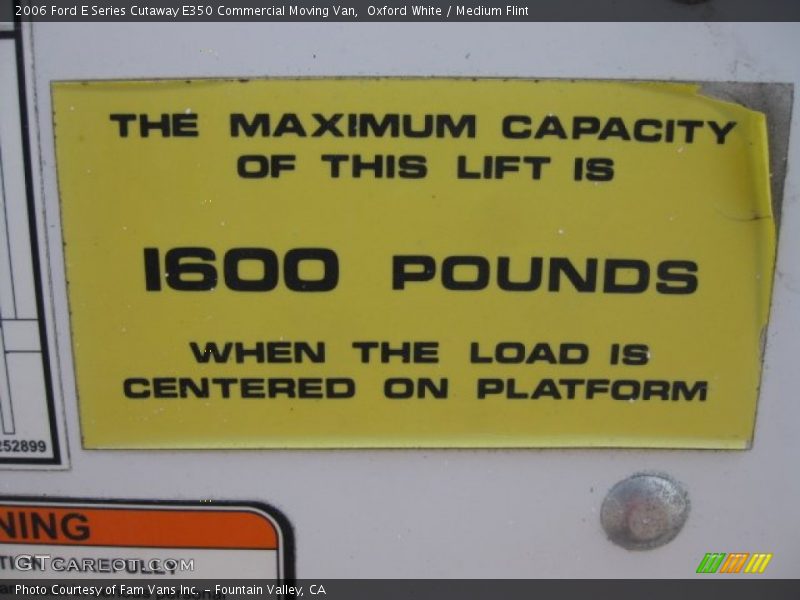 2006 Ford E Series Cutaway E350 Commercial Moving Van, Oxford White / Medium Flint
THE MAXIMUM CAPACITY
OF THIS LIFT IS
1600 POUNDS
WHEN THE LOAD IS
CENTERED ON PLATFORM
252899
NING
GTCAREOT.COM
Photo Courtesy of Fam Vans Inc. - Fountain Valley, CA